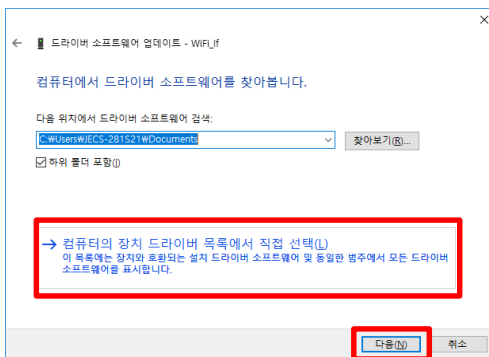 드라이버 소프트웨어 업데이트 - WiFi_If
컴퓨터에서 드라이버 소프트웨어를 찾아봅니다.
다음 위치에서 드라이버 소프트웨어 검색:
C:₩Users₩JECS-281S21₩Documents
찾아보기(R)...
하위 폴더 포함(I)
컴퓨터의 장치 드라이버 목록에서 직접 선택(L)
이 목록에는 장치와 호환되는 설치 드라이버 소프트웨어 및 동일한 범주에서 모든 드라이버
소프트웨어를 표시합니다.
다음(N)
취소